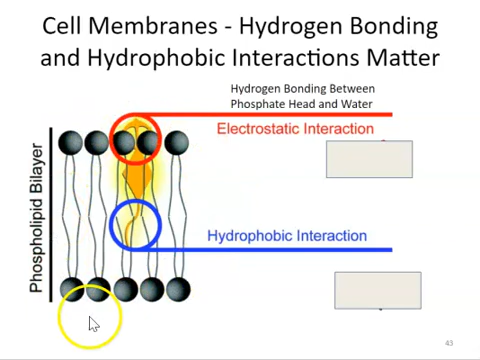 Cell Membranes - Hydrogen Bonding
and Hydrophobic Interactions Matter
Hydrogen Bonding Between
Phosphate Head and Water
Electrostatic Interaction
Phospholipid Bilayer
Hydrophobic Interaction
43